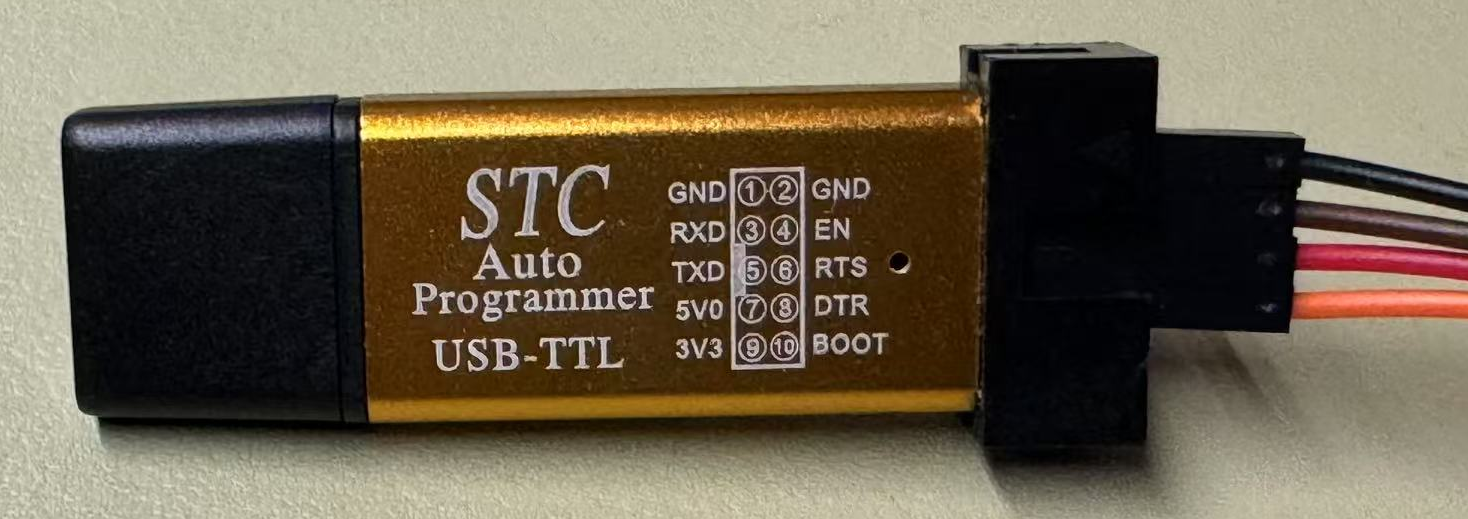 STC
Auto
Programmer
USB-TTL
GND ① ② GND
RXD ③ ④ EN
TXD ⑤ ⑥ RTS
5V0 ⑦ ⑧ DTR
3V3 ⑨ ⑩ BOOT